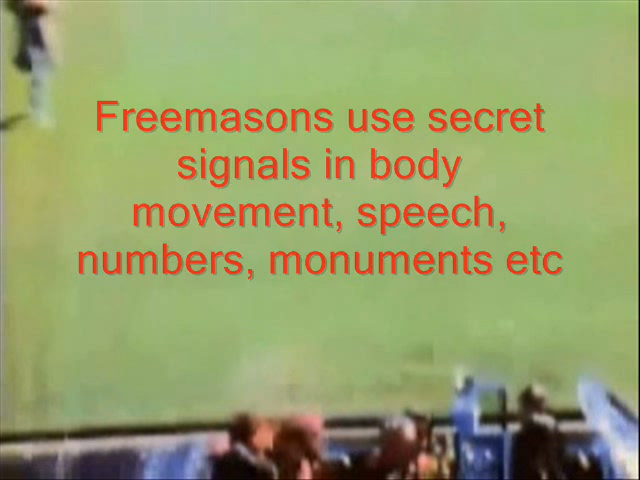 Freemasons use secret
signals in body
movement, speech,
numbers, monuments etc